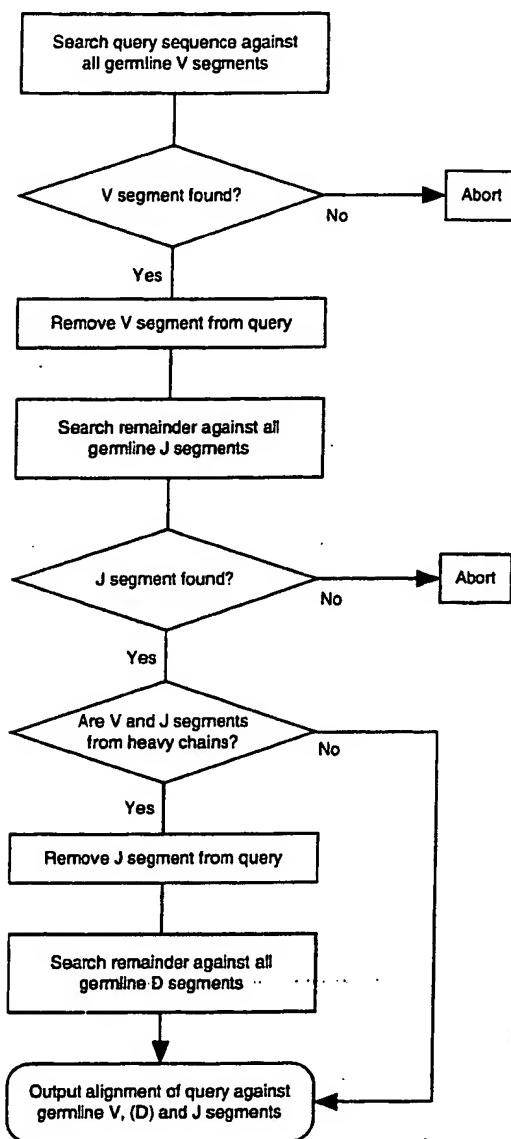 Search query sequence against
all germline V segments
V segment found?
No
Abort
Yes
Remove V segment from query
Search remainder against all
germline J segments
J segment found?
No
Abort
Yes
Are V and J segments
from heavy chains?
No
Yes
Remove J segment from query
Search remainder against all
germline D segments
Output alignment of query against
germline V, (D) and J segments